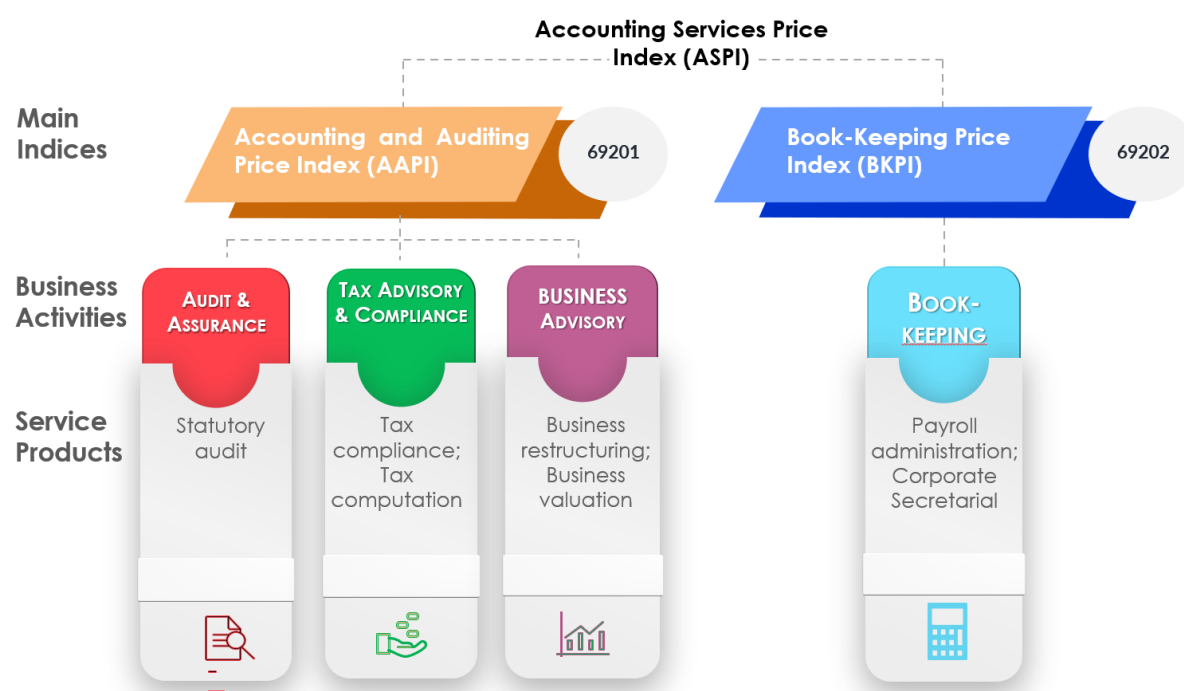 Accounting Services Price
Index (ASPI)
Main
Indices
Accounting and Auditing
Price Index (AAPI)
69201
Book-Keeping Price
Index (BKPI)
69202
Business
Activities
AUDIT &
ASSURANCE
TAX ADVISORY
& COMPLIANCE
BUSINESS
ADVISORY
BOOK-
KEEPING
Service
Products
Statutory
audit
Tax
compliance;
Tax
computation
Business
restructuring;
Business
valuation
Payroll
administration;
Corporate
Secretarial